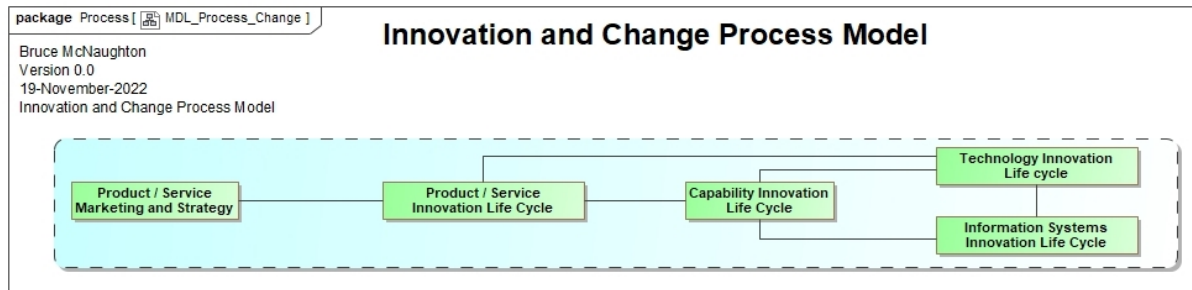 package Process [ MDL_Process_Change ]
Innovation and Change Process Model
Bruce McNaughton
Version 0.0
19-November-2022
Innovation and Change Process Model
Product / Service
Marketing and Strategy
Product / Service
Innovation Life Cycle
Capability Innovation
Life Cycle
Technology Innovation
Life cycle
Information Systems
Innovation Life Cycle